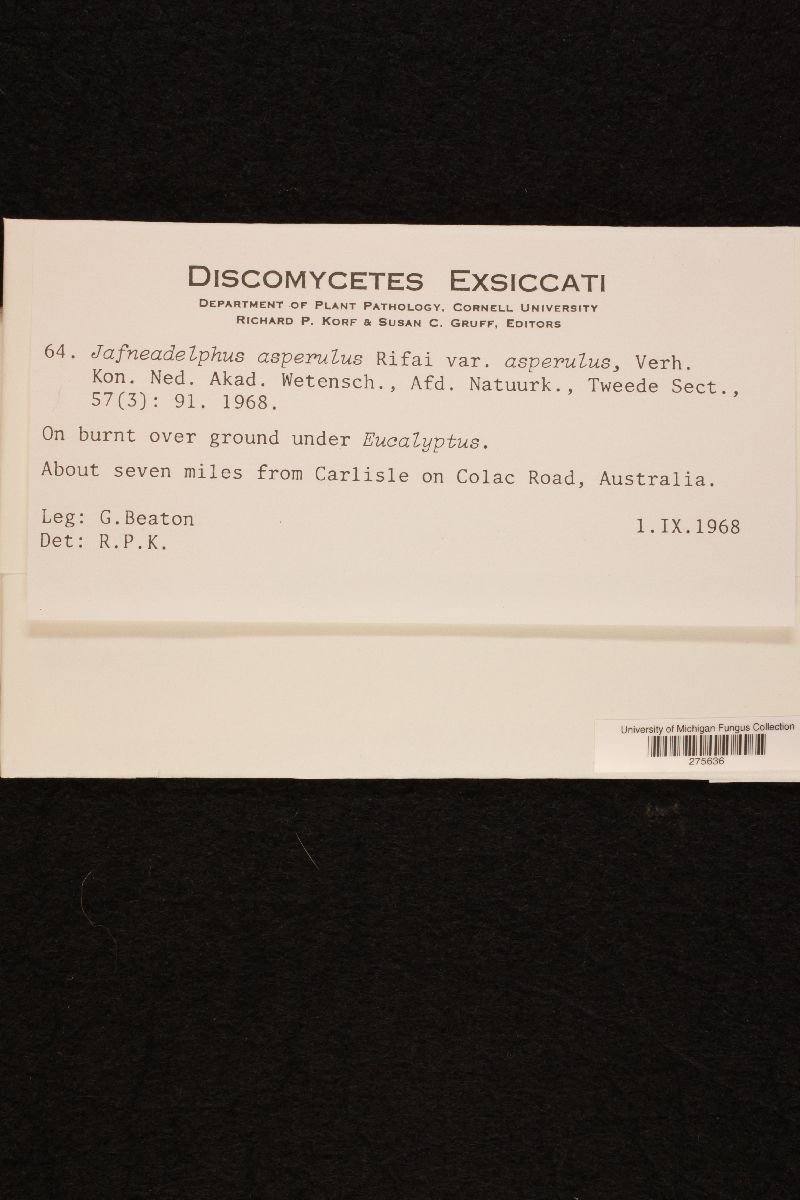 DISCOMYCETES EXSICCATI
DEPARTMENT OF PLANT PATHOLOGY, CORNELL UNIVERSITY
RICHARD P. KORF & SUSAN C. GRUFF, EDITORS
64. Jafneadelphus asperulus Rifai var. asperulus, Verh.
Kon. Ned. Akad. Wetensch., Afd. Natuurk., Tweede Sect.,
57(3): 91. 1968.
On burnt over ground under Eucalyptus.
About seven miles from Carlisle on Colac Road, Australia.
Leg: G.Beaton 1.IX.1968
Det: R.P.K.
University of Michigan Fungus Collection
275636